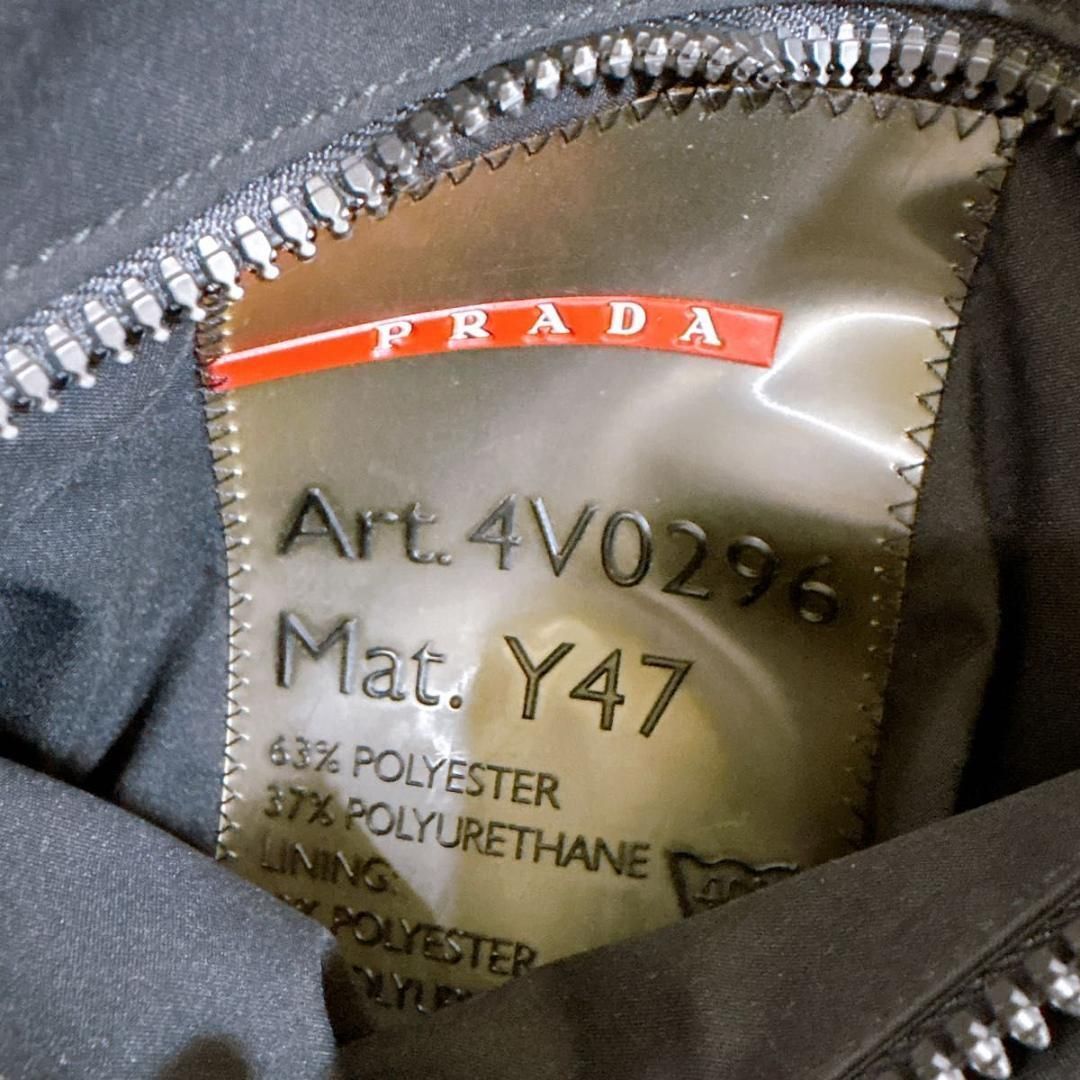 PRADA
Art. 4V0296
Mat. Y47
63% POLYESTER
37% POLYURETHANE
LINING:
POLYESTER